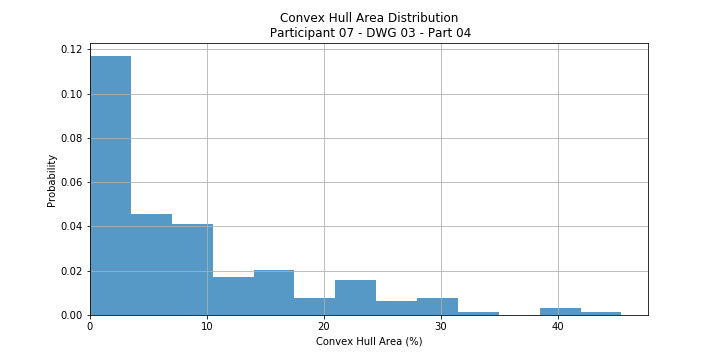 Convex Hull Area Distribution
Participant 07 - DWG 03 - Part 04
0.12
0.10
0.08
0.06
0.04
0.02
0.00
Probability
0 10 20 30 40
Convex Hull Area (%)